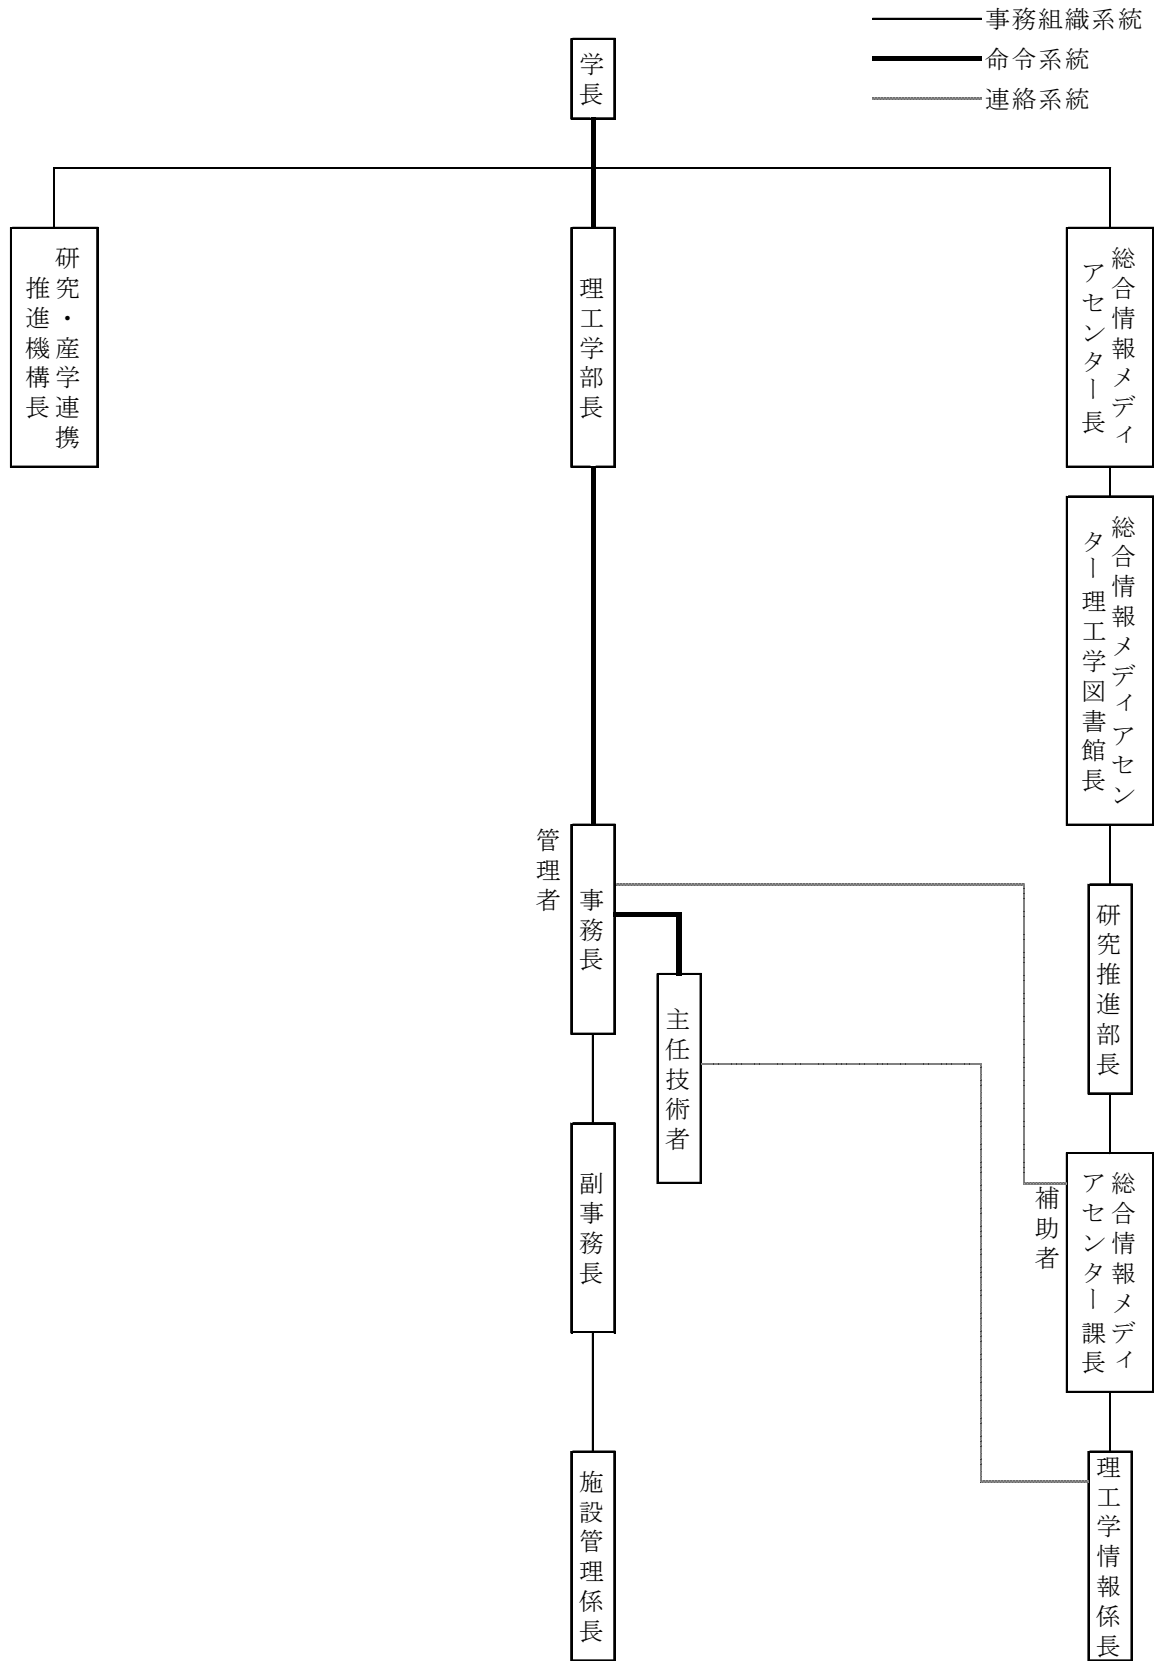 事務組織系統
命令系統
連絡系統
学長
研究・産学連携
推進機構長
理工学部長
総合情報メディ
アセンター長
総合情報メディアセン
ター理工学図書館長
管理者
事務長
主任技術者
研究推進部長
副事務長
補助者
総合情報メディ
アセンター課長
施設管理係長
理工学情報係長